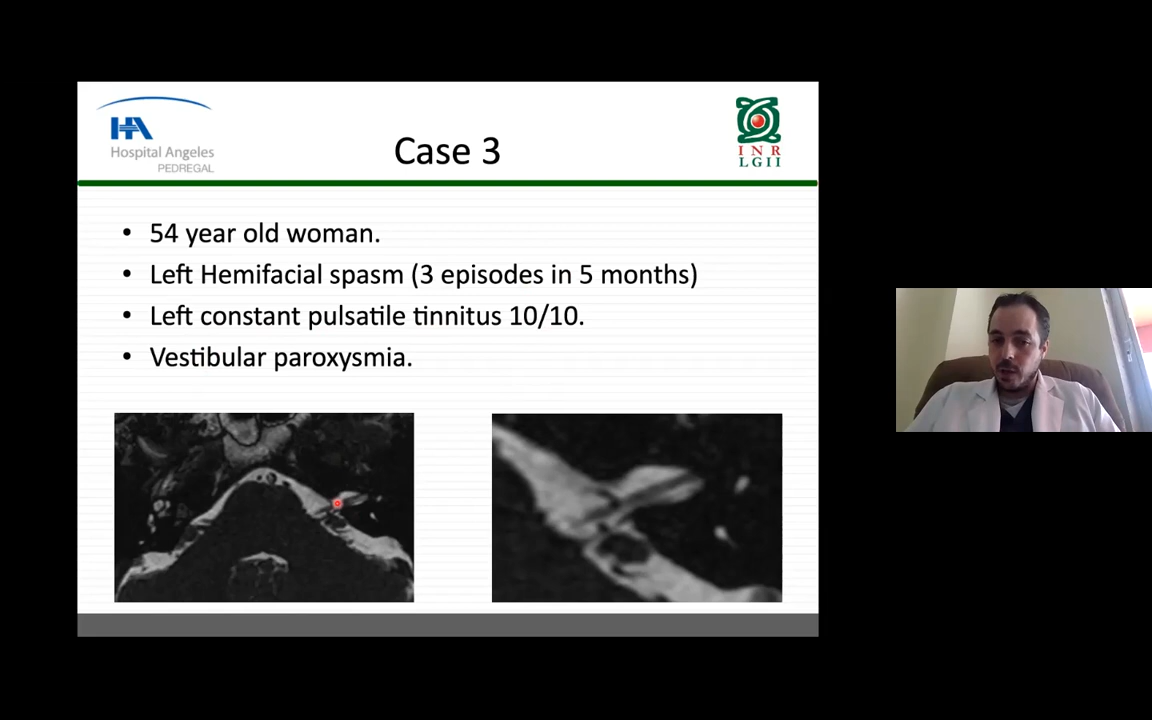 HA
Hospital Angeles
PEDREGAL
Case 3
INR
LGII
• 54 year old woman.
• Left Hemifacial spasm (3 episodes in 5 months)
• Left constant pulsatile tinnitus 10/10.
• Vestibular paroxysmia.